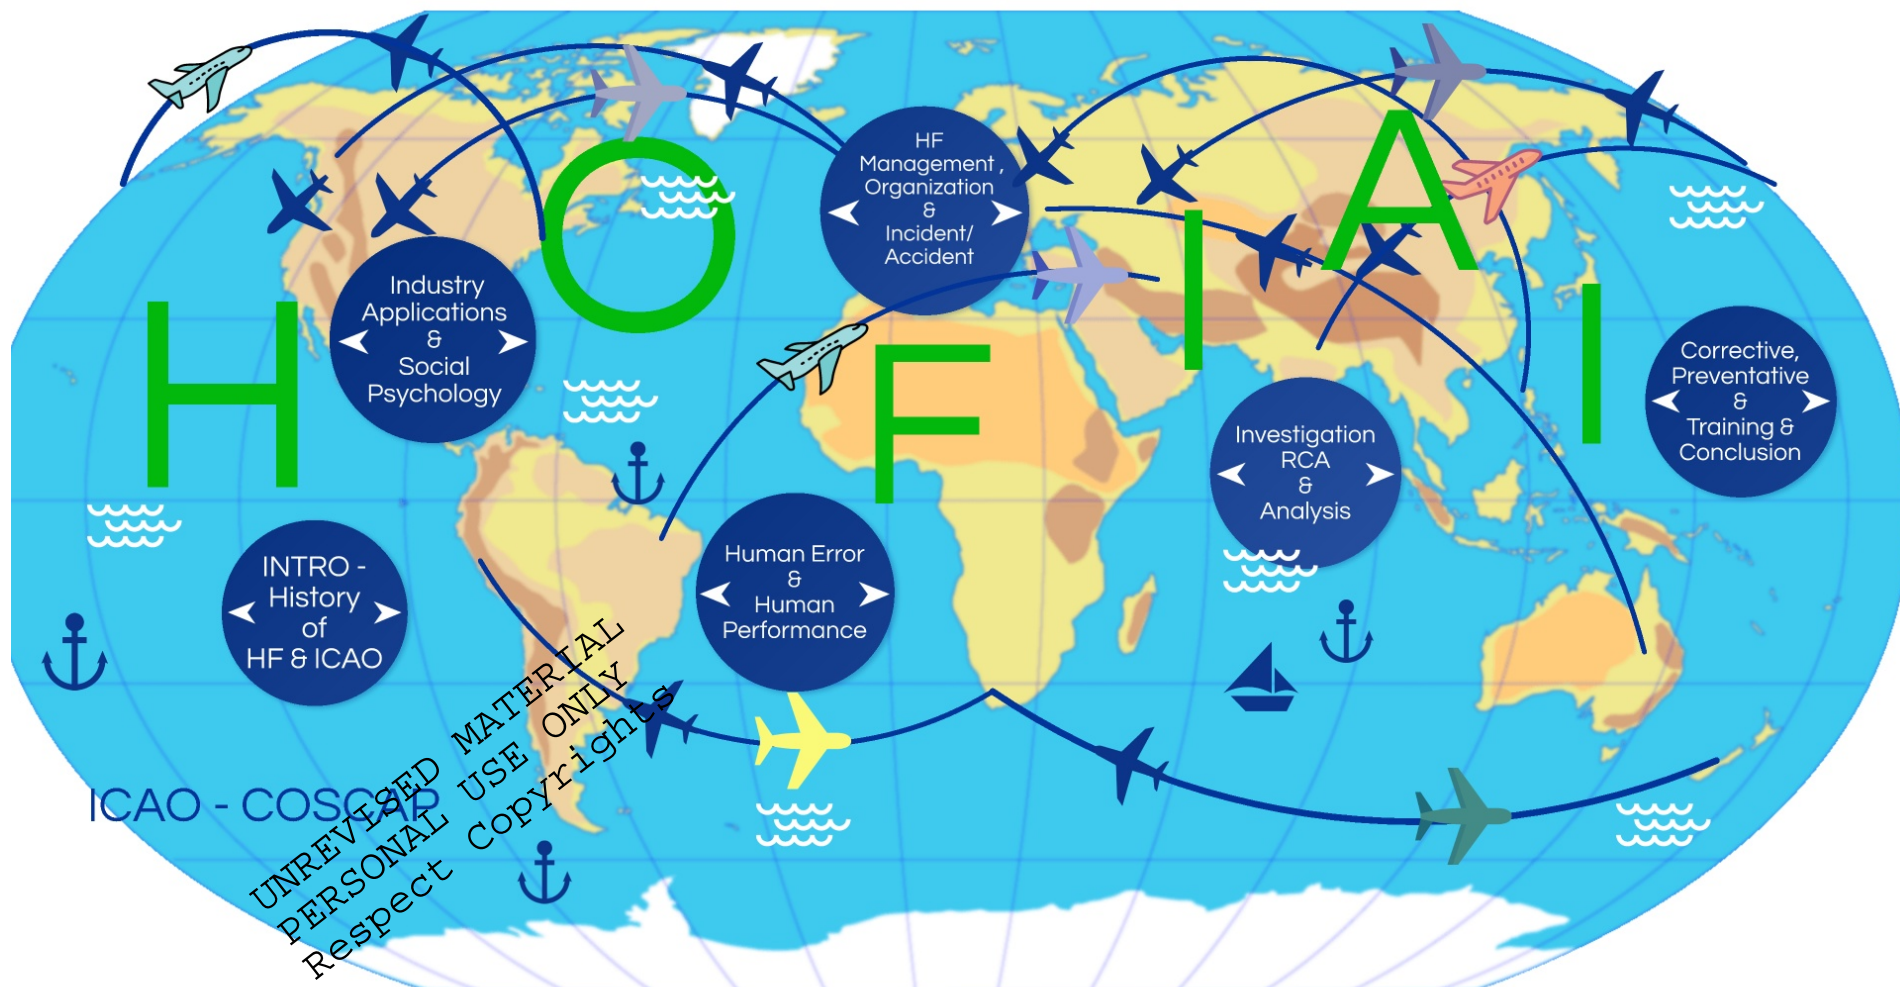 H
O
F
I
A
I
INTRO -
History
of
HF & ICAO
Industry
Applications
&
Social
Psychology
Human Error
&
Human
Performance
HF
Management ,
Organization
&
Incident/
Accident
Investigation
RCA
&
Analysis
Corrective,
Preventative
&
Training &
Conclusion
ICAO - COSCAP
UNREVISED MATERIAL
PERSONAL USE ONLY
Respect Copyrights